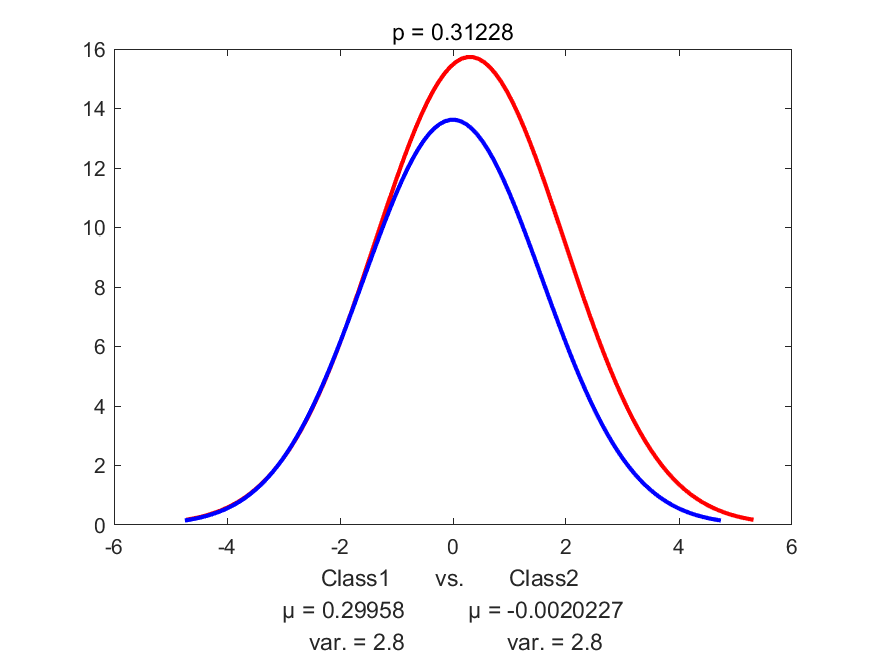 p = 0.31228
16
14
12
10
8
6
4
2
0
-6 -4 -2 0 2 4 6
Class1 vs. Class2
μ = 0.29958 μ = -0.0020227
var. = 2.8 var. = 2.8